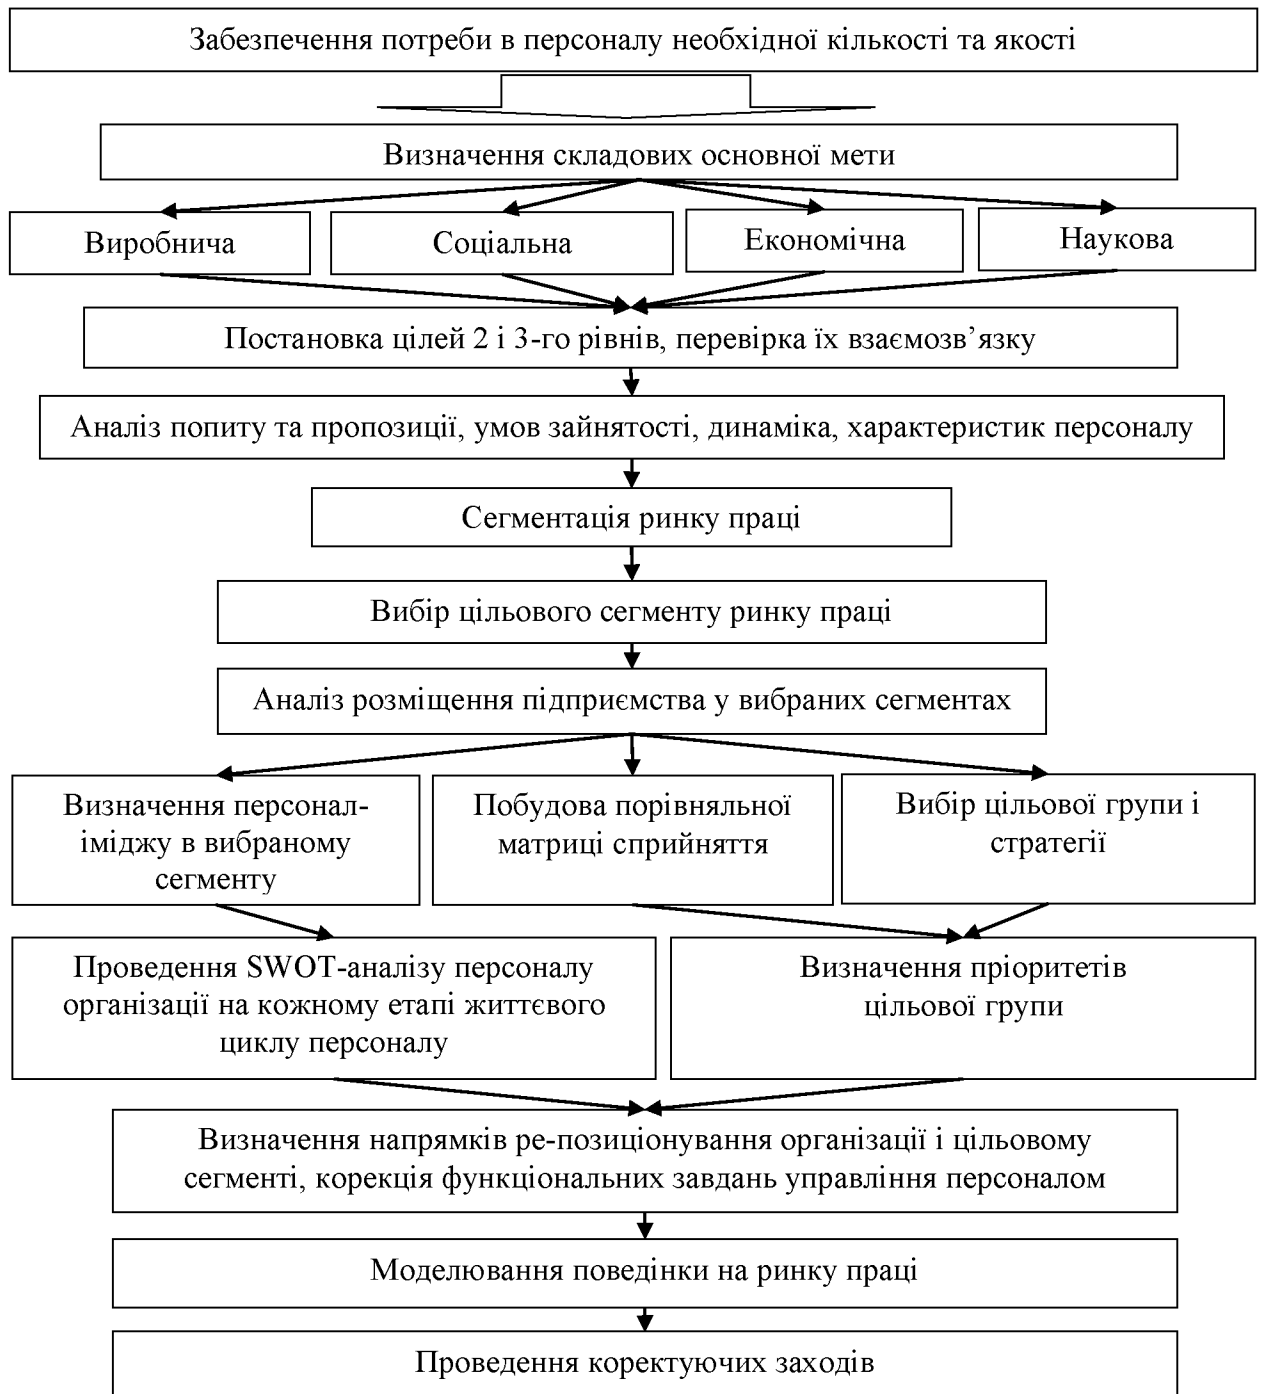 Забезпечення потреби в персоналу необхідної кількості та якості
Визначення складових основної мети
Виробнича
Соціальна
Економічна
Наукова
Постановка цілей 2 і 3-го рівнів, перевірка їх взаємозв’язку
Аналіз попиту та пропозиції, умов зайнятості, динаміка, характеристик персоналу
Сегментація ринку праці
Вибір цільового сегменту ринку праці
Аналіз розміщення підприємства у вибраних сегментах
Визначення персонал-
іміджу в вибраному
сегменту
Побудова порівняльної
матриці сприйняття
Вибір цільової групи і
стратегії
Проведення SWOT-аналізу персоналу
організації на кожному етапі життєвого
циклу персоналу
Визначення пріоритетів
цільової групи
Визначення напрямків ре-позиціонування організації і цільовому
сегменті, корекція функціональних завдань управління персоналом
Моделювання поведінки на ринку праці
Проведення коректуючих заходів